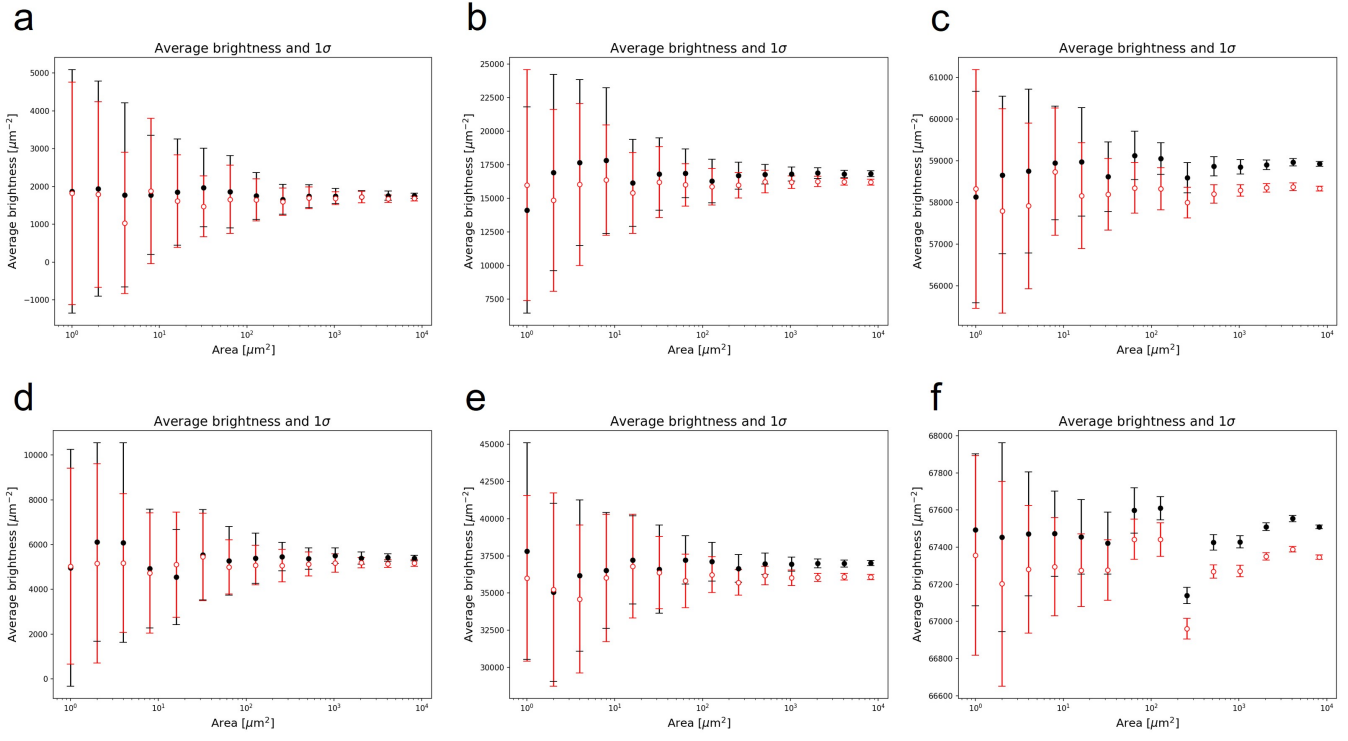 a
Average brightness and 1σ
Average brightness [μm⁻²]
5000
4000
3000
2000
1000
0
−1000
10⁰ 10¹ 10² 10³ 10⁴
Area [μm²]
b
Average brightness and 1σ
Average brightness [μm⁻²]
25000
22500
20000
17500
15000
12500
10000
7500
10⁰ 10¹ 10² 10³ 10⁴
Area [μm²]
c
Average brightness and 1σ
Average brightness [μm⁻²]
61000
60000
59000
58000
57000
56000
10⁰ 10¹ 10² 10³ 10⁴
Area [μm²]
d
Average brightness and 1σ
Average brightness [μm⁻²]
10000
8000
6000
4000
2000
0
10⁰ 10¹ 10² 10³ 10⁴
Area [μm²]
e
Average brightness and 1σ
Average brightness [μm⁻²]
45000
42500
40000
37500
35000
32500
30000
10⁰ 10¹ 10² 10³ 10⁴
Area [μm²]
f
Average brightness and 1σ
Average brightness [μm⁻²]
68000
67800
67600
67400
67200
67000
66800
66600
10⁰ 10¹ 10² 10³ 10⁴
Area [μm²]